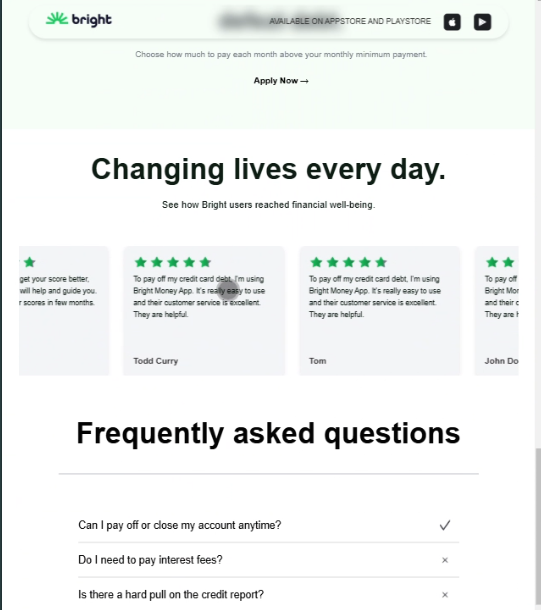 bright
AVAILABLE ON APPSTORE AND PLAYSTORE
Choose how much to pay each month above your monthly minimum payment.
Apply Now →
Changing lives every day.
See how Bright users reached financial well-being.
get your score better,
will help and guide you.
scores in few months.
To pay off my credit card debt, I'm using
Bright Money App. It's really easy to use
and their customer service is excellent.
They are helpful.
Todd Curry
To pay off my credit card debt, I'm using
Bright Money App. It's really easy to use
and their customer service is excellent.
They are helpful.
Tom
To pay off
Bright Mo
and their c
They are h
John Do
Frequently asked questions
Can I pay off or close my account anytime?
Do I need to pay interest fees?
Is there a hard pull on the credit report?